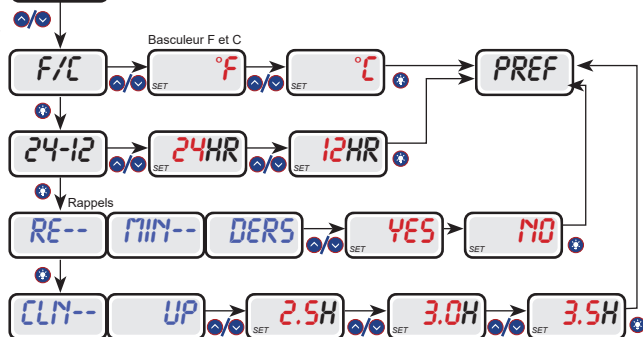 Basculeur F et C
F/C SET °F SET °C PREF
24-12 SET 24HR SET 12HR
Rappels
RE-- MIN-- DERS SET YES SET NO
CLN-- UP SET 2.5H SET 3.0H SET 3.5H